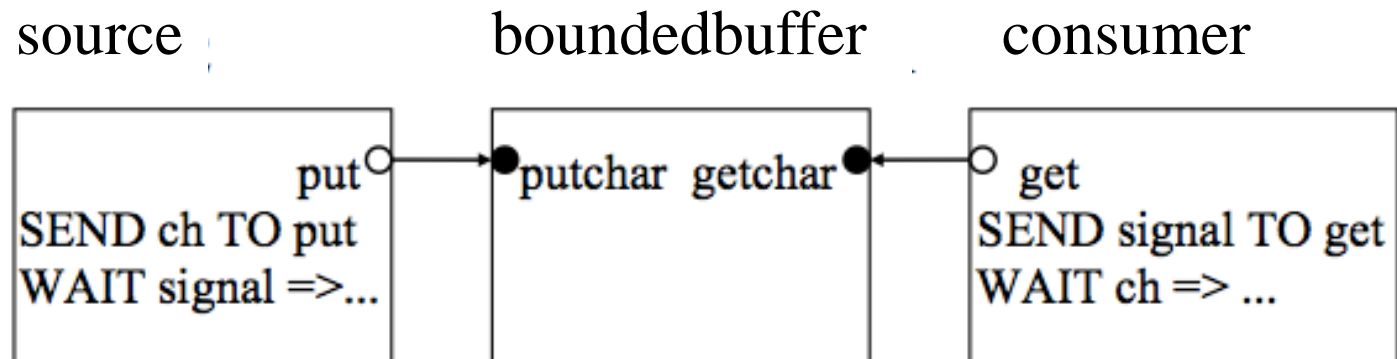 source boundedbuffer consumer
put putchar getchar get
SEND ch TO put SEND signal TO get
WAIT signal =>... WAIT ch => ...